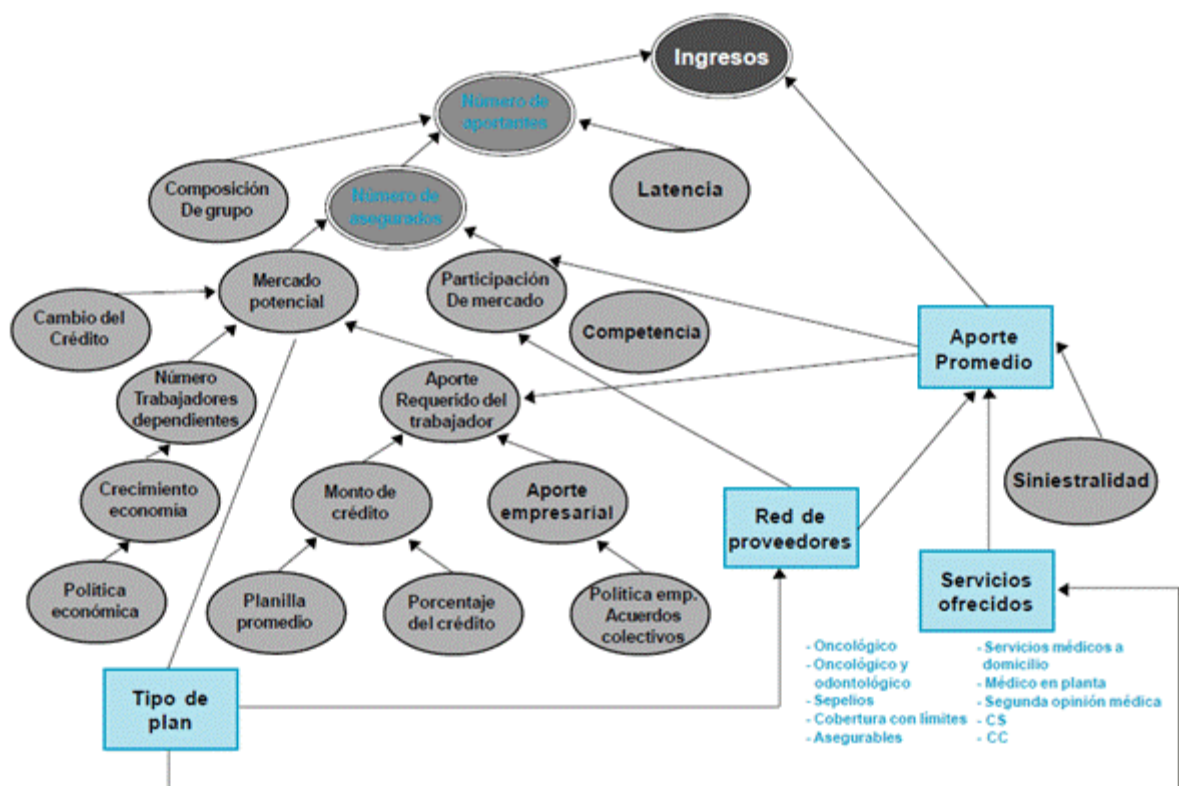 Ingresos
Número de
aportantes
Composición
De grupo
Número de
asegurados
Latencia
Mercado
potencial
Participación
De mercado
Cambio del
Crédito
Competencia
Aporte
Promedio
Número
Trabajadores
dependientes
Aporte
Requerido del
trabajador
Siniestralidad
Crecimiento
economía
Monto de
crédito
Aporte
empresarial
Red de
proveedores
Servicios
ofrecidos
Política
económica
Planilla
promedio
Porcentaje
del crédito
Política emp.
Acuerdos
colectivos
Tipo de
plan
- Oncológico
- Oncológico y
odontológico
- Sepelios
- Cobertura con límites
- Asegurables
- Servicios médicos a
domicilio
- Médico en planta
- Segunda opinión médica
- CS
- CC